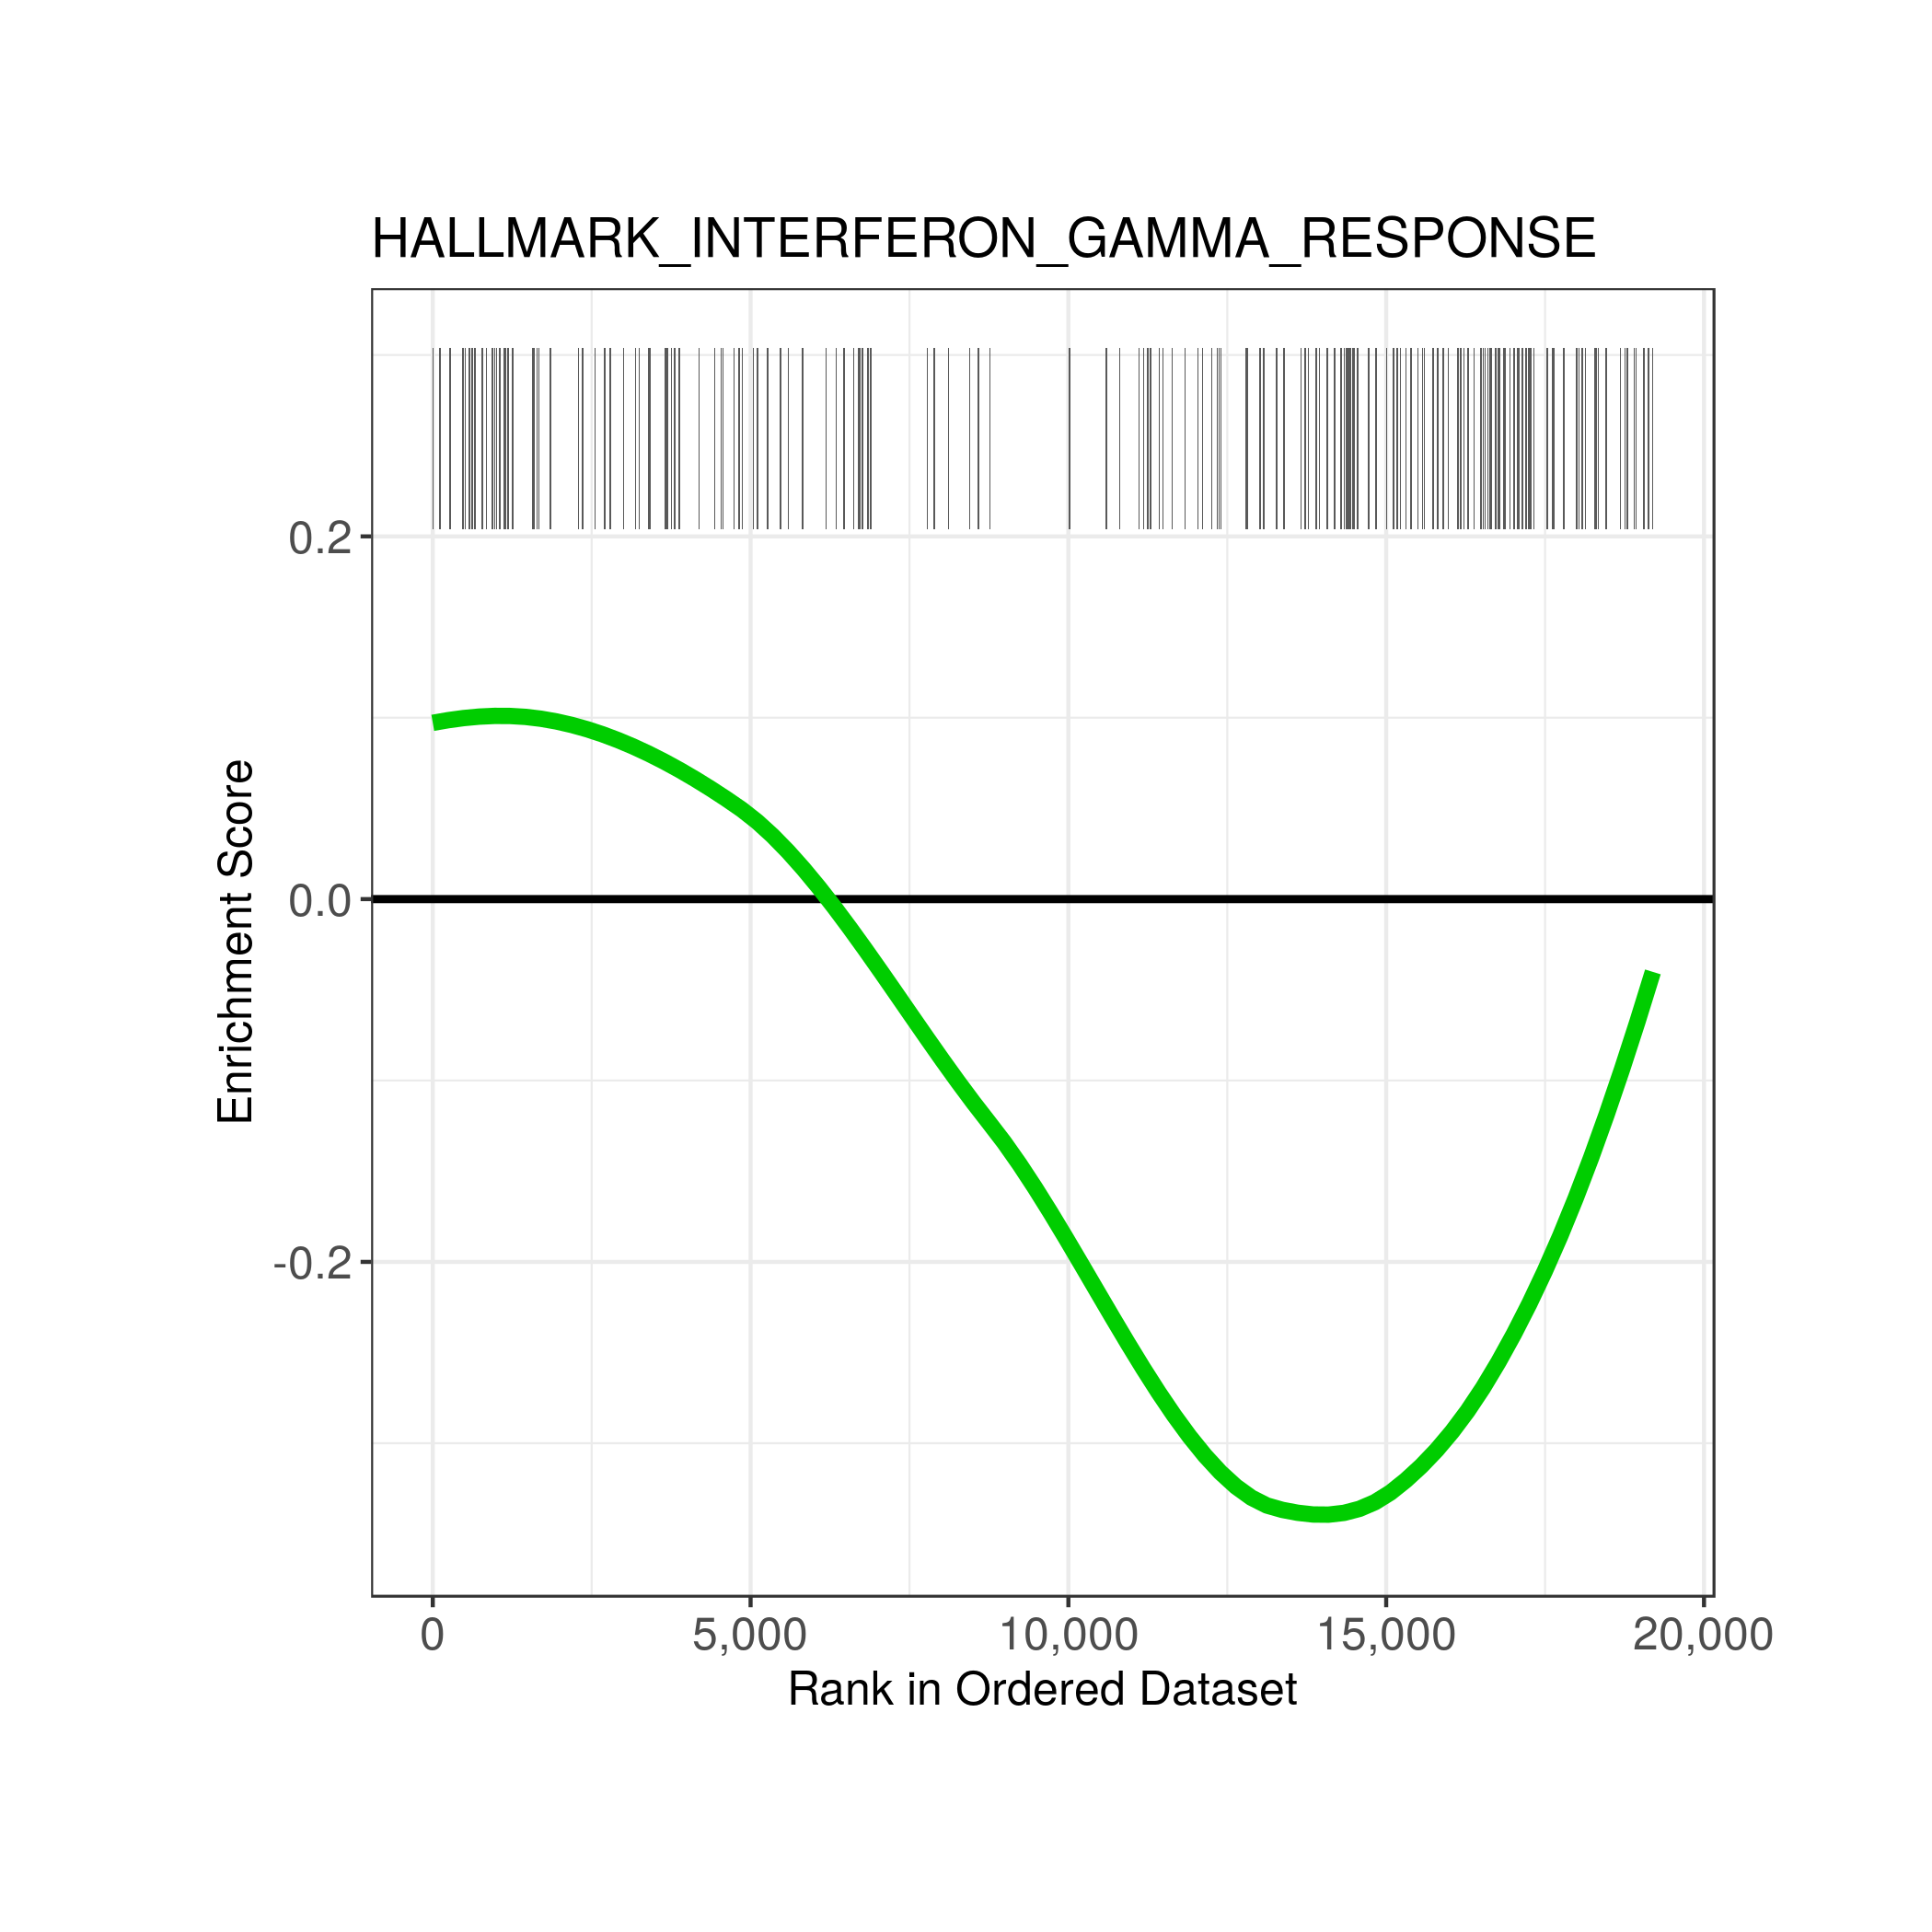 HALLMARK_INTERFERON_GAMMA_RESPONSE
0.2
0.0
-0.2
Enrichment Score
0 5,000 10,000 15,000 20,000
Rank in Ordered Dataset